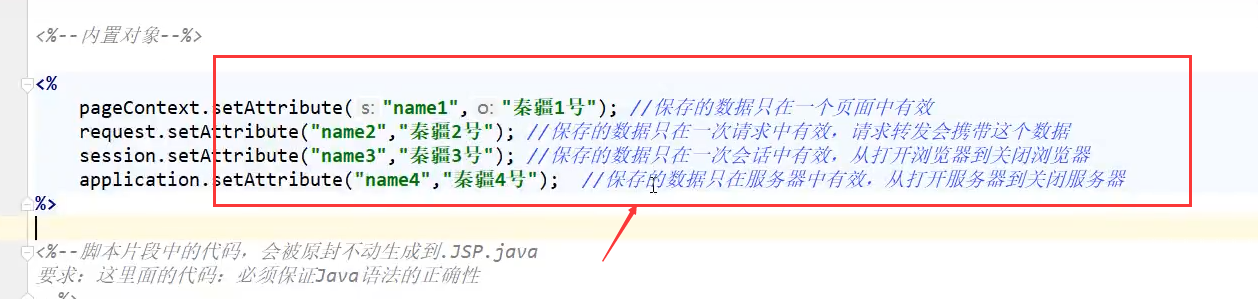 <%--内置对象--%>
<%
pageContext.setAttribute( s: "name1", o: "秦疆1号"); //保存的数据只在一个页面中有效
request.setAttribute("name2","秦疆2号"); //保存的数据只在一次请求中有效，请求转发会携带这个数据
session.setAttribute("name3","秦疆3号"); //保存的数据只在一次会话中有效，从打开浏览器到关闭浏览器
application.setAttribute("name4","秦疆4号"); //保存的数据只在服务器中有效，从打开服务器到关闭服务器
%>
<%--脚本片段中的代码，会被原封不动生成到.JSP.java
要求：这里面的代码：必须保证Java语法的正确性